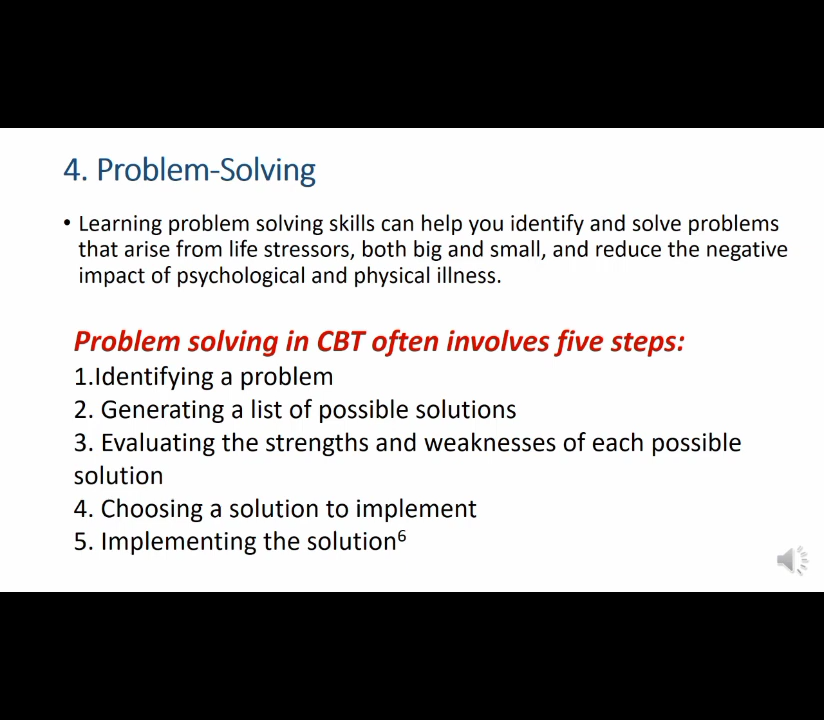 4. Problem-Solving
• Learning problem solving skills can help you identify and solve problems
that arise from life stressors, both big and small, and reduce the negative
impact of psychological and physical illness.
Problem solving in CBT often involves five steps:
1.Identifying a problem
2. Generating a list of possible solutions
3. Evaluating the strengths and weaknesses of each possible
solution
4. Choosing a solution to implement
5. Implementing the solution⁶